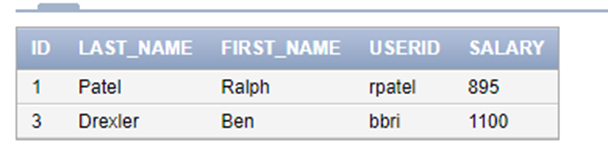 ID LAST_NAME FIRST_NAME USERID SALARY
1 Patel Ralph rpatel 895
3 Drexler Ben bbri 1100